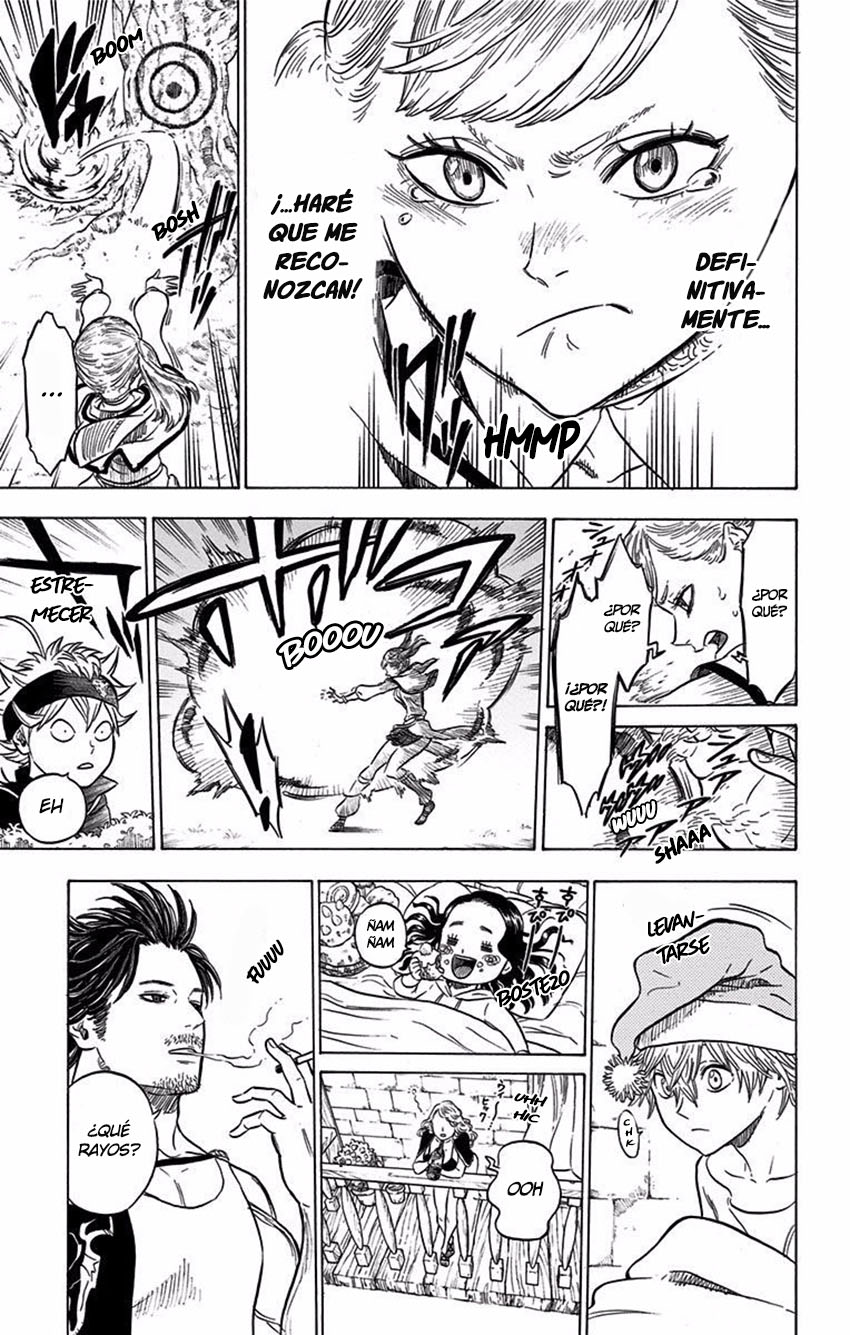 DEFI-
NITIVA-
MENTE...
¡...HARÉ
QUE ME
RECO-
NOZCAN!
HMMP
BOOM
BOSH
...
¿POR
QUÉ?
¿POR
QUÉ?
¡¿POR
QUÉ?!
WUUU
SHAAA
BOOOU
ESTRE-
MECER
EH
LEVAN-
TARSE
CHK
ÑAM
ÑAM
BOSTEZO
UHH
HIC
OOH
FUUUU
¿QUÉ
RAYOS?